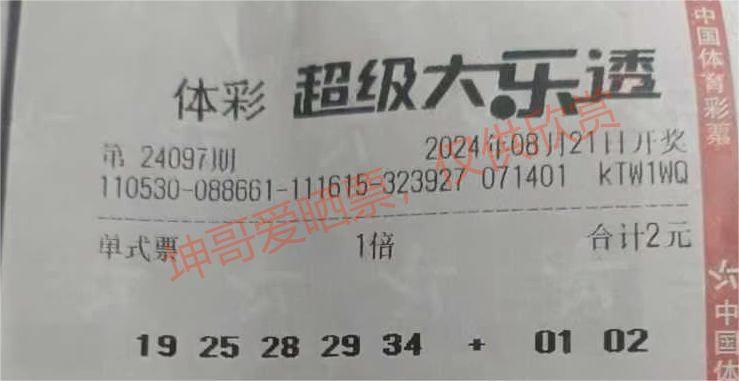 体彩 超级大乐透
第 24097期 2024年08月21日开奖
110530-088661-111615-323927 071401 kTW1WQ
单式票 1倍 合计2元
19 25 28 29 34 + 01 02
坤哥爱晒票，仅供欣赏
中国体育彩票
中国体